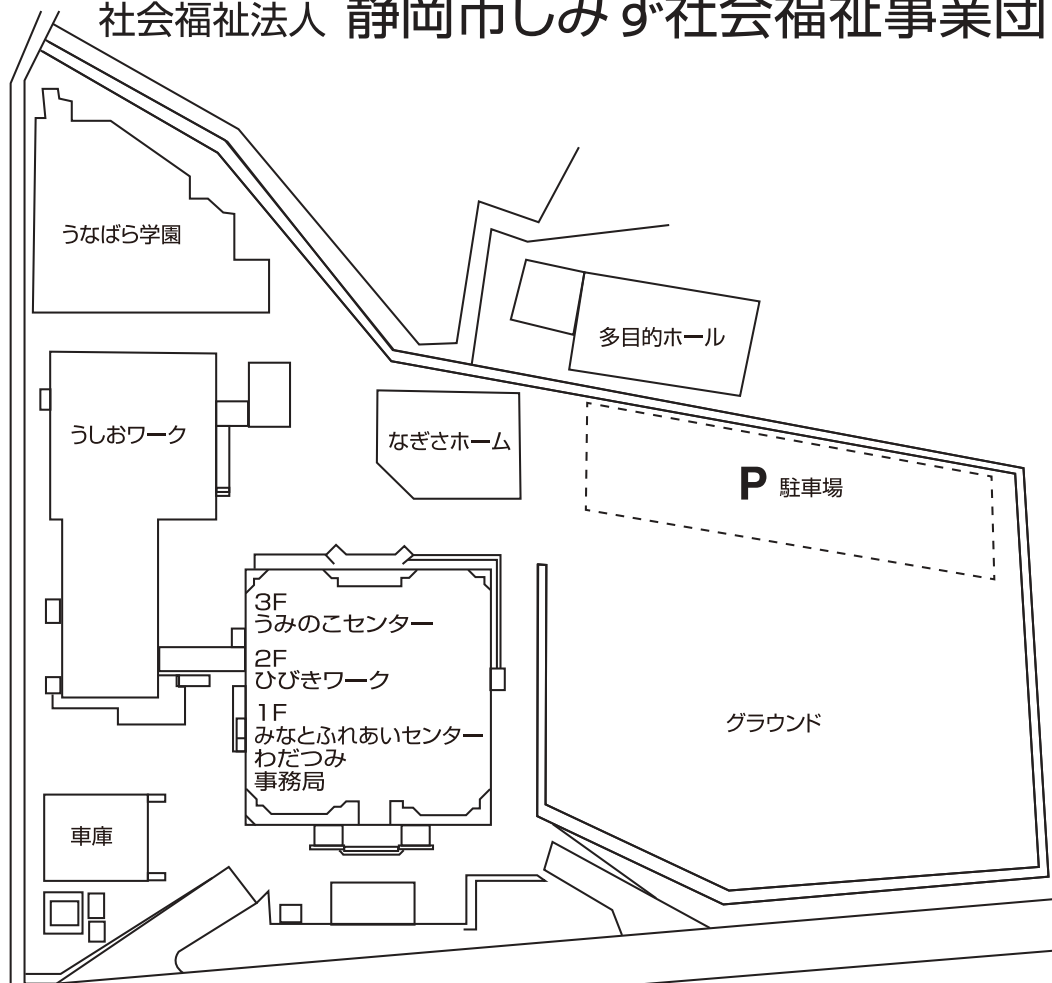 社会福祉法人 静岡市しみず社会福祉事業団
うなばら学園
多目的ホール
うしおワーク
なぎさホーム
P 駐車場
3F
うみのこセンター
2F
ひびきワーク
1F
みなとふれあいセンター
わだつみ
事務局
グラウンド
車庫